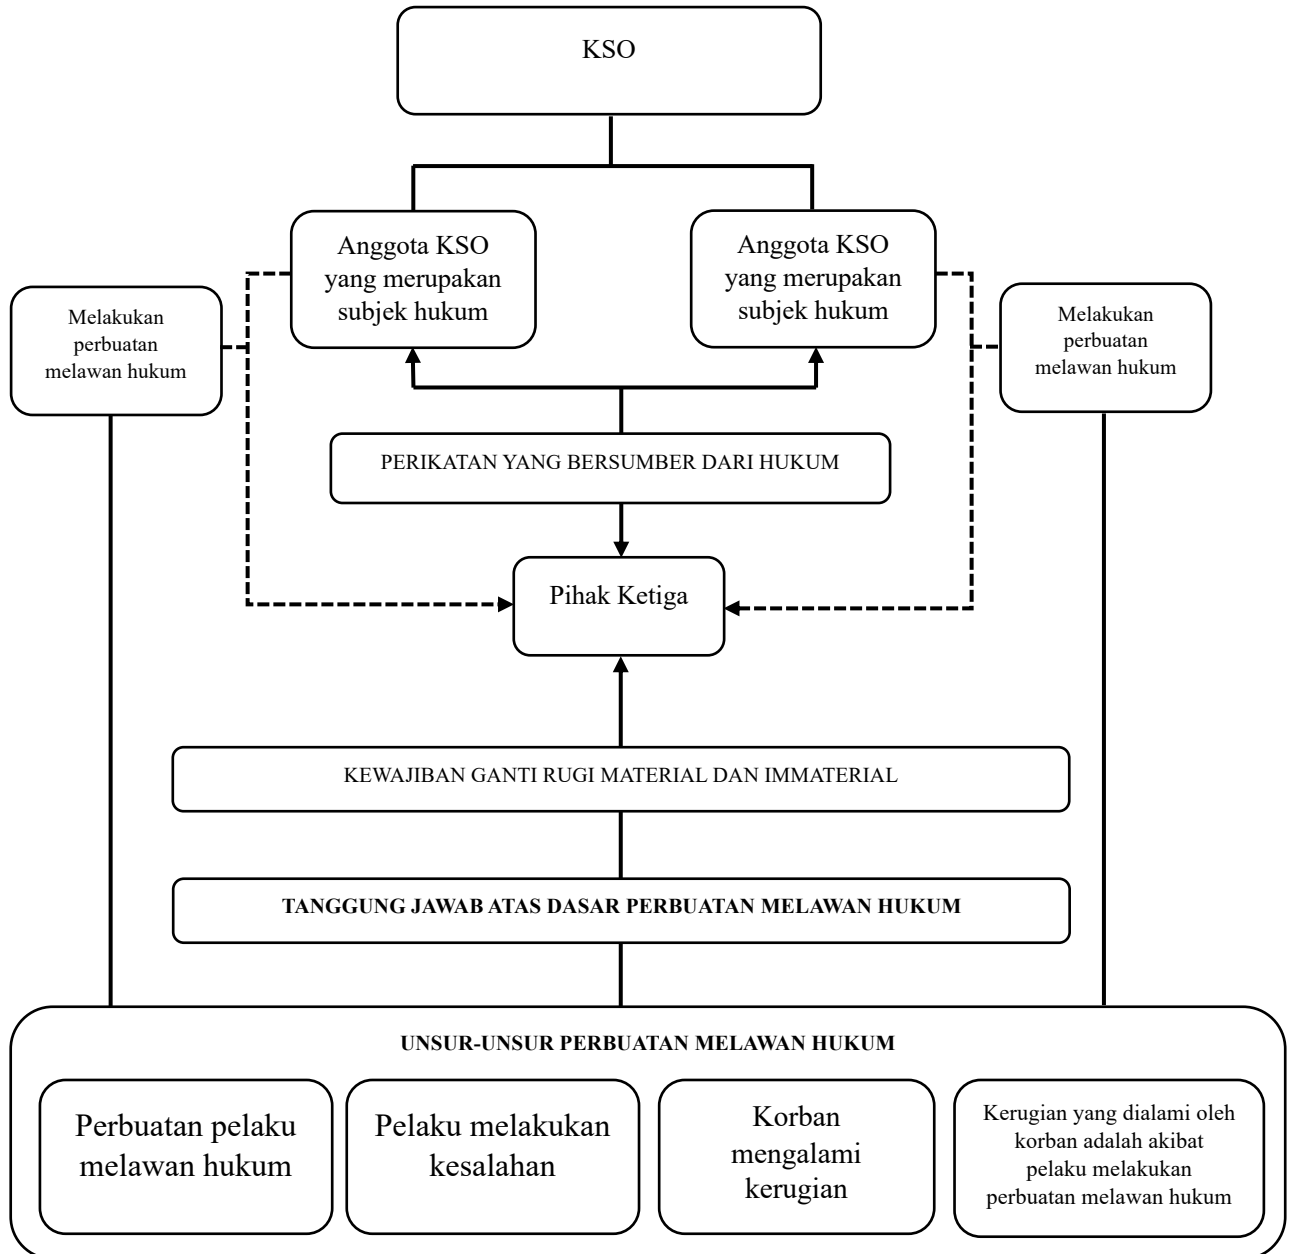 KSO
Anggota KSO
yang merupakan
subjek hukum
Anggota KSO
yang merupakan
subjek hukum
Melakukan
perbuatan
melawan hukum
Melakukan
perbuatan
melawan hukum
PERIKATAN YANG BERSUMBER DARI HUKUM
Pihak Ketiga
KEWAJIBAN GANTI RUGI MATERIAL DAN IMMATERIAL
TANGGUNG JAWAB ATAS DASAR PERBUATAN MELAWAN HUKUM
UNSUR-UNSUR PERBUATAN MELAWAN HUKUM
Perbuatan pelaku
melawan hukum
Pelaku melakukan
kesalahan
Korban
mengalami
kerugian
Kerugian yang dialami oleh
korban adalah akibat
pelaku melakukan
perbuatan melawan hukum